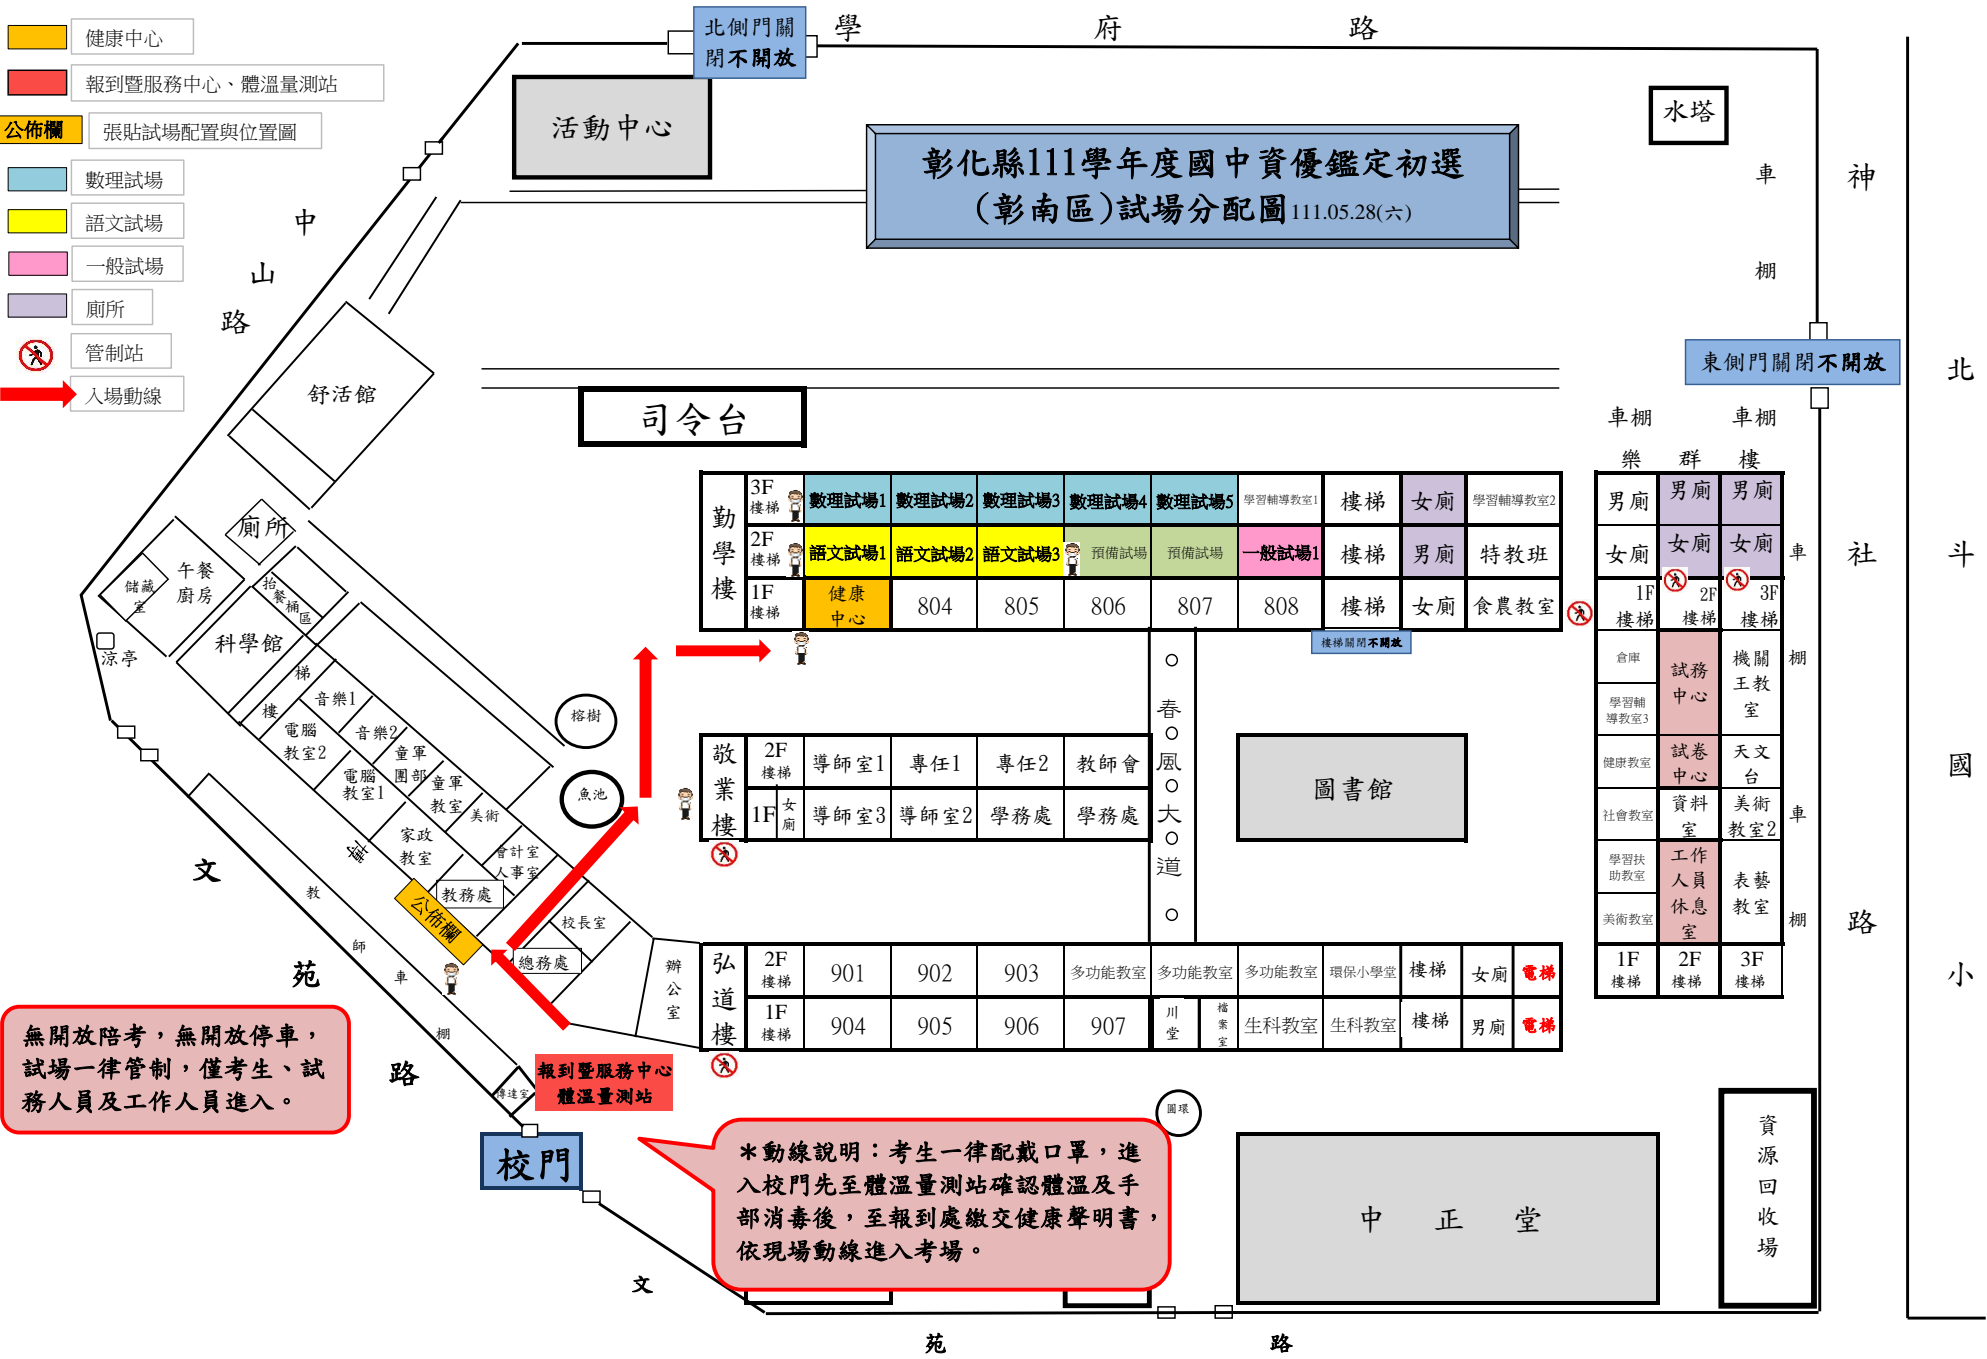 健康中心
報到暨服務中心、體溫量測站
公佈欄 張貼試場配置與位置圖
數理試場
語文試場
一般試場
廁所
管制站
入場動線
北側門關
閉不開放
學 府 路
活動中心
彰化縣111學年度國中資優鑑定初選
(彰南區)試場分配圖111.05.28(六)
水塔
車
棚
神
社
路
東側門關閉不開放
北
斗
國
小
中
山
路
舒活館
司令台
車棚 車棚
樂 群 樓
勤
學
樓
3F
樓梯
數理試場1 數理試場2 數理試場3 數理試場4 數理試場5 學習輔導教室1 樓梯 女廁 學習輔導教室2
2F
樓梯
語文試場1 語文試場2 語文試場3 預備試場 預備試場 一般試場1 樓梯 男廁 特教班
1F
樓梯
健康
中心
804 805 806 807 808 樓梯 女廁 食農教室
樓梯關閉不開放
男廁 男廁 男廁
女廁 女廁 女廁
1F
樓梯
2F
樓梯
3F
樓梯
倉庫
學習輔
導教室3
健康教室
社會教室
學習扶
助教室
美術教室
試務
中心
試卷
中心
資料
室
工作
人員
休息
室
機關
王教
室
天文
台
美術
教室2
表藝
教室
1F
樓梯
2F
樓梯
3F
樓梯
車
棚
車
棚
廁所
午餐
廚房
儲藏
室
抬
餐
桶
區
科學館
涼亭
樓
梯
音樂1
音樂2
電腦
教室2
電腦
教室1
童軍
團部
童軍
教室
美術
家政
教室
會計室
人事室
教務處
公佈欄
校長室
總務處
辦
公
室
榕樹
魚池
敬
業
樓
2F
樓梯
導師室1 專任1 專任2 教師會
1F
女
廁
導師室3 導師室2 學務處 學務處
春
風
大
道
圖書館
弘
道
樓
2F
樓梯
901 902 903 多功能教室 多功能教室 多功能教室 環保小學堂 樓梯 女廁 電梯
1F
樓梯
904 905 906 907
川
堂
檔
案
室
生科教室 生科教室 樓梯 男廁 電梯
文
苑
路
教
師
車
棚
無開放陪考，無開放停車，
試場一律管制，僅考生、試
務人員及工作人員進入。
報到暨服務中心
體溫量測站
傳達室
校門
＊動線說明：考生一律配戴口罩，進
入校門先至體溫量測站確認體溫及手
部消毒後，至報到處繳交健康聲明書，
依現場動線進入考場。
圓環
中 正 堂
資
源
回
收
場
文
苑 路